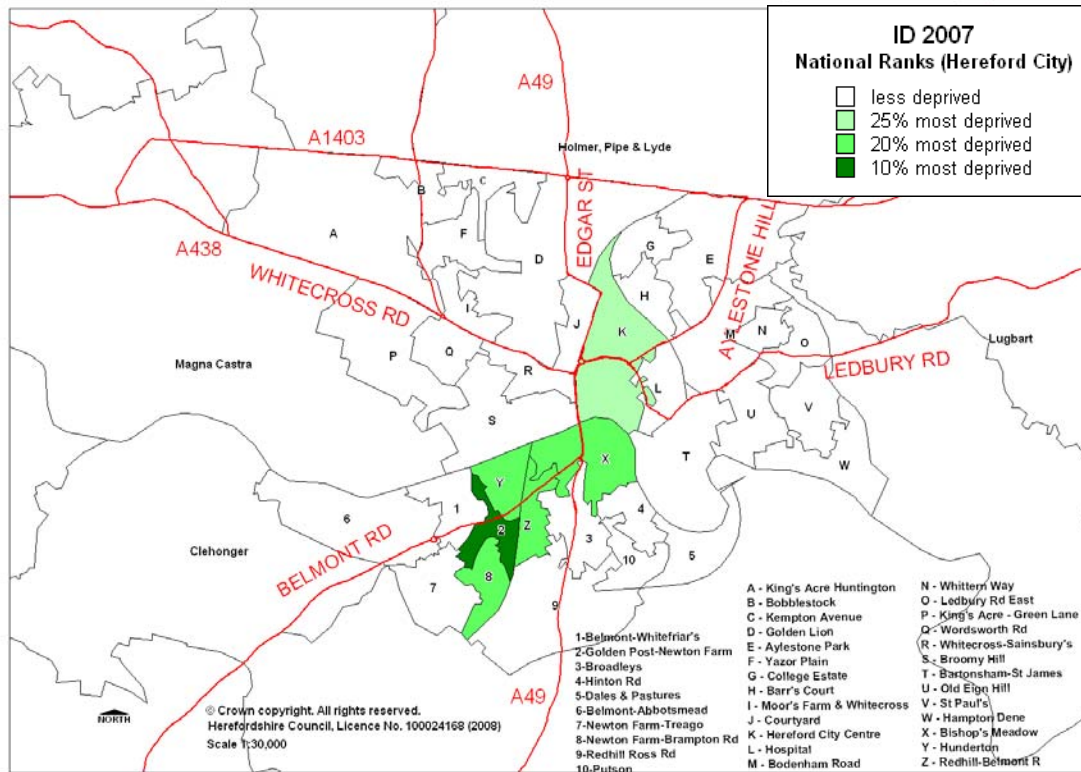 ID 2007
National Ranks (Hereford City)
less deprived
25% most deprived
20% most deprived
10% most deprived
A49
A1403
Holmer, Pipe & Lyde
EDGAR ST
AYLESTONE HILL
A438
WHITECROSS RD
LEDBURY RD
Lugbart
Magna Castra
Clehonger
BELMONT RD
A49
A
B
C
D
E
F
G
H
I
J
K
L
M
N
O
P
Q
R
S
T
U
V
W
X
Y
Z
1
2
3
4
5
6
7
8
9
10
NORTH
© Crown copyright. All rights reserved.
Herefordshire Council, Licence No. 100024168 (2008)
Scale 1:30,000
1-Belmont-Whitefriar's
2-Golden Post-Newton Farm
3-Broadleys
4-Hinton Rd
5-Dales & Pastures
6-Belmont-Abbotsmead
7-Newton Farm-Treago
8-Newton Farm-Brampton Rd
9-Redhill Ross Rd
10-Putson
A - King's Acre Huntington
B - Bobblestock
C - Kempton Avenue
D - Golden Lion
E - Aylestone Park
F - Yazor Plain
G - College Estate
H - Barr's Court
I - Moor's Farm & Whitecross
J - Courtyard
K - Hereford City Centre
L - Hospital
M - Bodenham Road
N - Whittern Way
O - Ledbury Rd East
P - King's Acre - Green Lane
Q - Wordsworth Rd
R - Whitecross-Sainsbury's
S - Broomy Hill
T - Bartonsham-St James
U - Old Eign Hill
V - St Paul's
W - Hampton Dene
X - Bishop's Meadow
Y - Hunderton
Z - Redhill-Belmont R